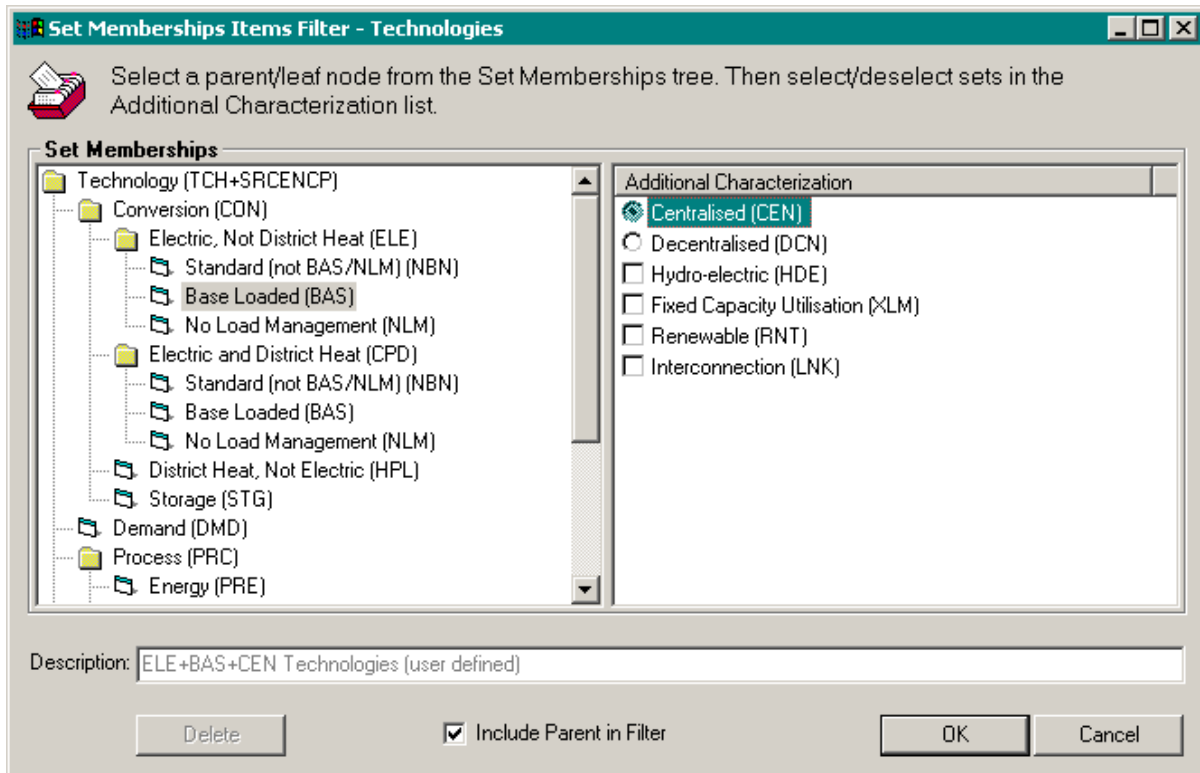 Set Memberships Items Filter - Technologies
Select a parent/leaf node from the Set Memberships tree. Then select/deselect sets in the
Additional Characterization list.
Set Memberships
Technology (TCH+SRCENCP)
Conversion (CON)
Electric, Not District Heat (ELE)
Standard (not BAS/NLM) (NBN)
Base Loaded (BAS)
No Load Management (NLM)
Electric and District Heat (CPD)
Standard (not BAS/NLM) (NBN)
Base Loaded (BAS)
No Load Management (NLM)
District Heat, Not Electric (HPL)
Storage (STG)
Demand (DMD)
Process (PRC)
Energy (PRE)
Additional Characterization
Centralised (CEN)
Decentralised (DCN)
Hydro-electric (HDE)
Fixed Capacity Utilisation (XLM)
Renewable (RNT)
Interconnection (LNK)
Description: ELE+BAS+CEN Technologies (user defined)
Delete
Include Parent in Filter
OK
Cancel